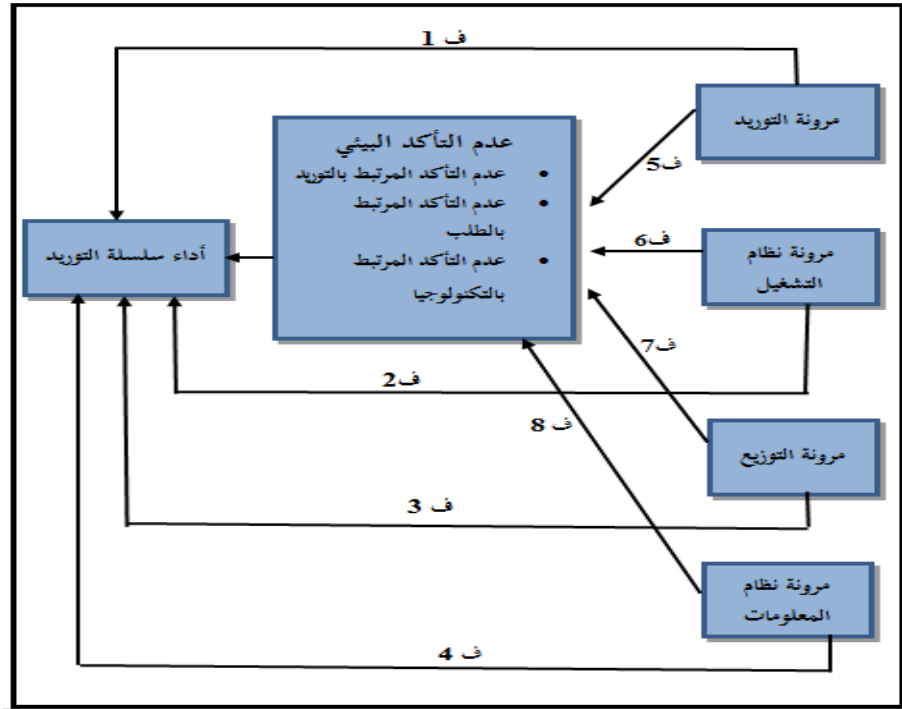 ف 1
مرونة التوريد
عدم التأكد البيئي
• عدم التأكد المرتبط بالتوريد
• عدم التأكد المرتبط
بالطلب
• عدم التأكد المرتبط
بالتكنولوجيا
ف5
أداء سلسلة التوريد
ف6
مرونة نظام
التشغيل
ف7
ف2
ف 8
مرونة التوزيع
ف 3
مرونة نظام
المعلومات
ف 4